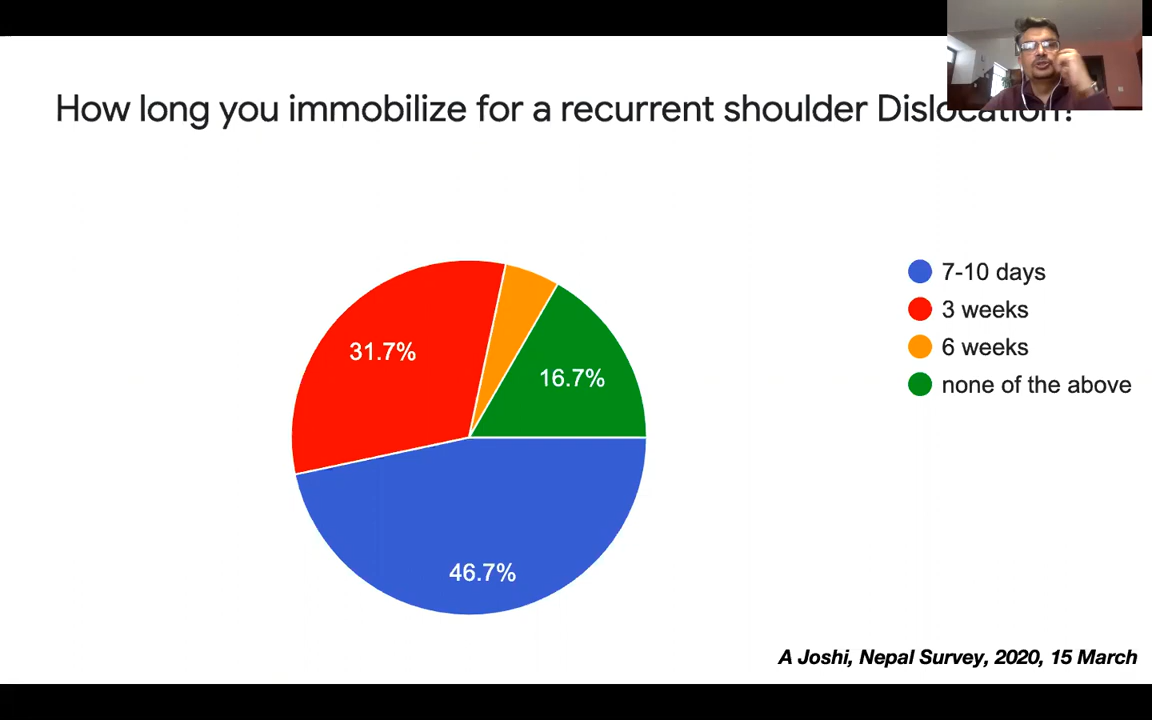 How long you immobilize for a recurrent shoulder Dislocation?
7-10 days
3 weeks
6 weeks
none of the above
31.7%
16.7%
46.7%
A Joshi, Nepal Survey, 2020, 15 March